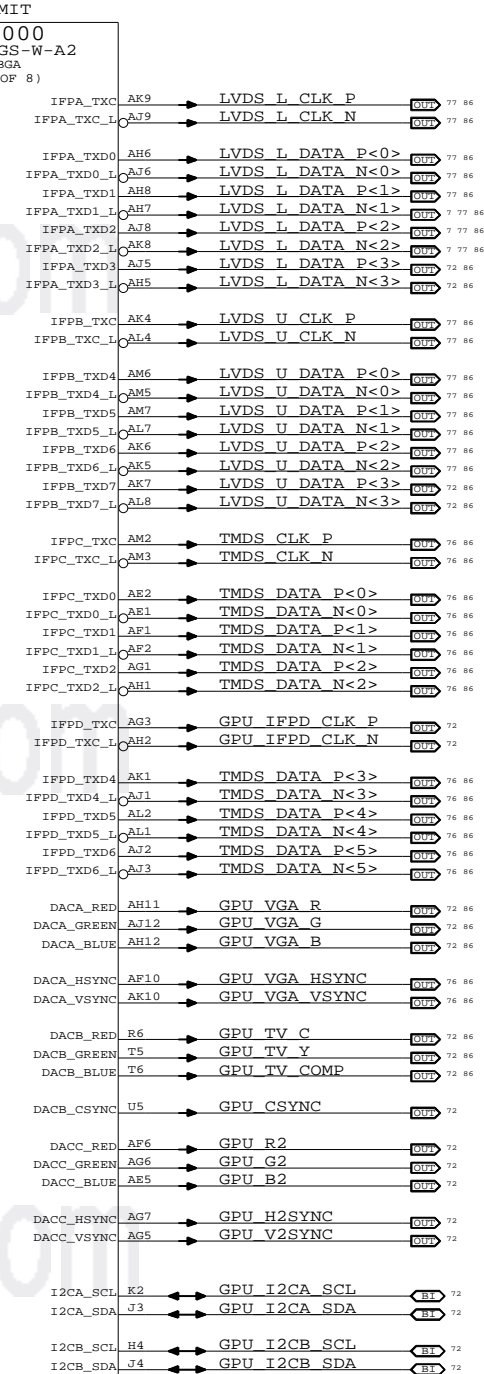 MIT
000
GS-W-A2
BGA
OF 8)
IFPA_TXC AK9 LVDS_L_CLK_P OUT 77 86
IFPA_TXC_L AJ9 LVDS_L_CLK_N OUT 77 86
IFPA_TXD0 AH6 LVDS_L_DATA_P<0> OUT 77 86
IFPA_TXD0_L AJ6 LVDS_L_DATA_N<0> OUT 77 86
IFPA_TXD1 AH8 LVDS_L_DATA_P<1> OUT 77 86
IFPA_TXD1_L AH7 LVDS_L_DATA_N<1> OUT 7 77 86
IFPA_TXD2 AJ8 LVDS_L_DATA_P<2> OUT 7 77 86
IFPA_TXD2_L AK8 LVDS_L_DATA_N<2> OUT 7 77 86
IFPA_TXD3 AJ5 LVDS_L_DATA_P<3> OUT 72 86
IFPA_TXD3_L AH5 LVDS_L_DATA_N<3> OUT 72 86
IFPB_TXC AK4 LVDS_U_CLK_P OUT 77 86
IFPB_TXC_L AL4 LVDS_U_CLK_N OUT 77 86
IFPB_TXD4 AM6 LVDS_U_DATA_P<0> OUT 77 86
IFPB_TXD4_L AM5 LVDS_U_DATA_N<0> OUT 77 86
IFPB_TXD5 AM7 LVDS_U_DATA_P<1> OUT 77 86
IFPB_TXD5_L AL7 LVDS_U_DATA_N<1> OUT 77 86
IFPB_TXD6 AK6 LVDS_U_DATA_P<2> OUT 77 86
IFPB_TXD6_L AK5 LVDS_U_DATA_N<2> OUT 77 86
IFPB_TXD7 AK7 LVDS_U_DATA_P<3> OUT 72 86
IFPB_TXD7_L AL8 LVDS_U_DATA_N<3> OUT 72 86
IFPC_TXC AM2 TMDS_CLK_P OUT 76 86
IFPC_TXC_L AM3 TMDS_CLK_N OUT 76 86
IFPC_TXD0 AE2 TMDS_DATA_P<0> OUT 76 86
IFPC_TXD0_L AE1 TMDS_DATA_N<0> OUT 76 86
IFPC_TXD1 AF1 TMDS_DATA_P<1> OUT 76 86
IFPC_TXD1_L AF2 TMDS_DATA_N<1> OUT 76 86
IFPC_TXD2 AG1 TMDS_DATA_P<2> OUT 76 86
IFPC_TXD2_L AH1 TMDS_DATA_N<2> OUT 76 86
IFPD_TXC AG3 GPU_IFPD_CLK_P OUT 72
IFPD_TXC_L AH2 GPU_IFPD_CLK_N OUT 72
IFPD_TXD4 AK1 TMDS_DATA_P<3> OUT 76 86
IFPD_TXD4_L AJ1 TMDS_DATA_N<3> OUT 76 86
IFPD_TXD5 AL2 TMDS_DATA_P<4> OUT 76 86
IFPD_TXD5_L AL1 TMDS_DATA_N<4> OUT 76 86
IFPD_TXD6 AJ2 TMDS_DATA_P<5> OUT 76 86
IFPD_TXD6_L AJ3 TMDS_DATA_N<5> OUT 76 86
DACA_RED AH11 GPU_VGA_R OUT 72 86
DACA_GREEN AJ12 GPU_VGA_G OUT 72 86
DACA_BLUE AH12 GPU_VGA_B OUT 72 86
DACA_HSYNC AF10 GPU_VGA_HSYNC OUT 76 86
DACA_VSYNC AK10 GPU_VGA_VSYNC OUT 76 86
DACB_RED R6 GPU_TV_C OUT 72 86
DACB_GREEN T5 GPU_TV_Y OUT 72 86
DACB_BLUE T6 GPU_TV_COMP OUT 72 86
DACB_CSYNC U5 GPU_CSYNC OUT 72
DACC_RED AF6 GPU_R2 OUT 72
DACC_GREEN AG6 GPU_G2 OUT 72
DACC_BLUE AE5 GPU_B2 OUT 72
DACC_HSYNC AG7 GPU_H2SYNC OUT 72
DACC_VSYNC AG5 GPU_V2SYNC OUT 72
I2CA_SCL K2 GPU_I2CA_SCL BI 72
I2CA_SDA J3 GPU_I2CA_SDA BI 72
I2CB_SCL H4 GPU_I2CB_SCL BI 72
I2CB_SDA J4 GPU_I2CB_SDA BI 72
om
om
om